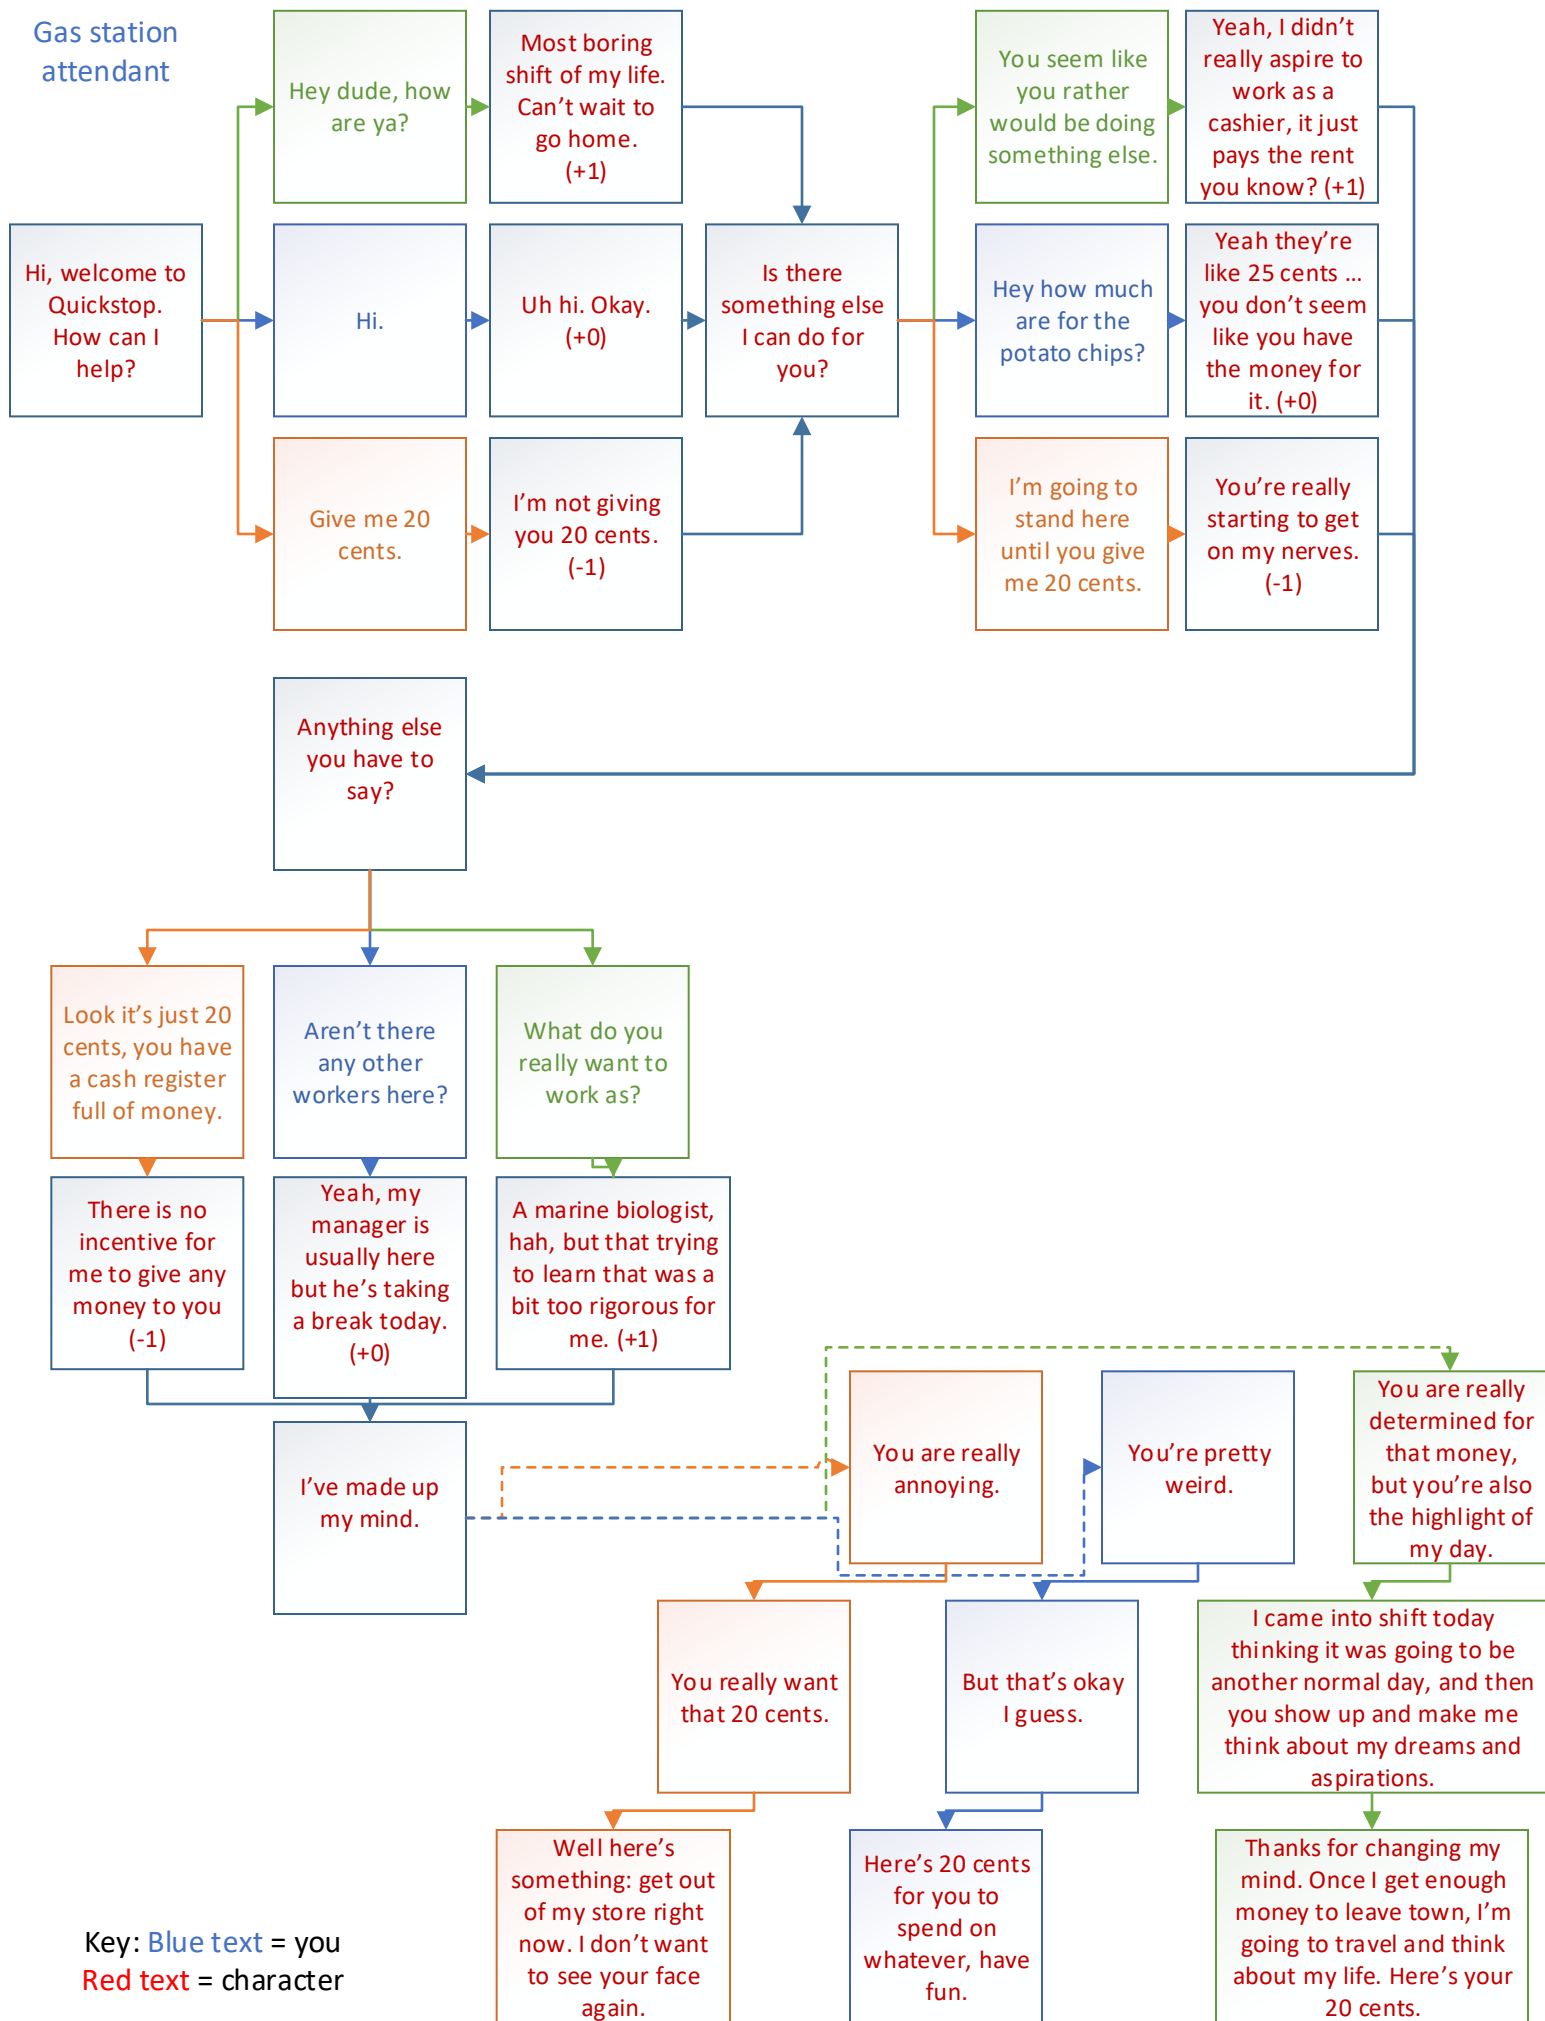 Gas station
attendant
Hey dude, how
are ya?
Most boring
shift of my life.
Can't wait to
go home.
(+1)
You seem like
you rather
would be doing
something else.
Yeah, I didn't
really aspire to
work as a
cashier, it just
pays the rent
you know? (+1)
Hi, welcome to
Quickstop.
How can I
help?
Hi.
Uh hi. Okay.
(+0)
Is there
something else
I can do for
you?
Hey how much
are for the
potato chips?
Yeah they're
like 25 cents ...
you don't seem
like you have
the money for
it. (+0)
Give me 20
cents.
I'm not giving
you 20 cents.
(-1)
I'm going to
stand here
until you give
me 20 cents.
You're really
starting to get
on my nerves.
(-1)
Anything else
you have to
say?
Look it's just 20
cents, you have
a cash register
full of money.
Aren't there
any other
workers here?
What do you
really want to
work as?
There is no
incentive for
me to give any
money to you
(-1)
Yeah, my
manager is
usually here
but he's taking
a break today.
(+0)
A marine biologist,
hah, but that trying
to learn that was a
bit too rigorous for
me. (+1)
I've made up
my mind.
You are really
annoying.
You're pretty
weird.
You are really
determined for
that money,
but you're also
the highlight of
my day.
You really want
that 20 cents.
But that's okay
I guess.
I came into shift today
thinking it was going to be
another normal day, and then
you show up and make me
think about my dreams and
aspirations.
Well here's
something: get out
of my store right
now. I don't want
to see your face
again.
Here's 20 cents
for you to
spend on
whatever, have
fun.
Thanks for changing my
mind. Once I get enough
money to leave town, I'm
going to travel and think
about my life. Here's your
20 cents.
Key: Blue text = you
Red text = character